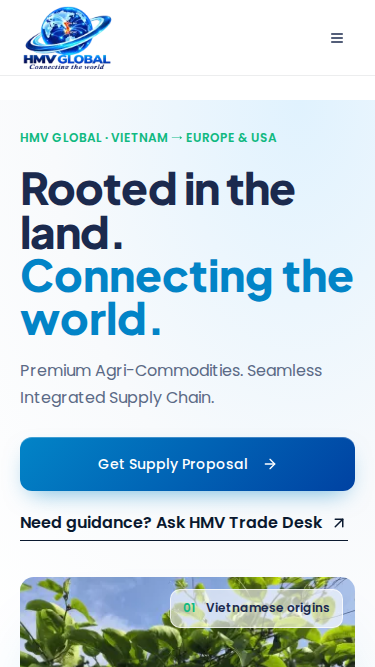 HMV GLOBAL
Connecting the world
HMV GLOBAL · VIETNAM → EUROPE & USA
Rooted in the
land.
Connecting the
world.
Premium Agri-Commodities. Seamless
Integrated Supply Chain.
Get Supply Proposal →
Need guidance? Ask HMV Trade Desk ↗
01 Vietnamese origins